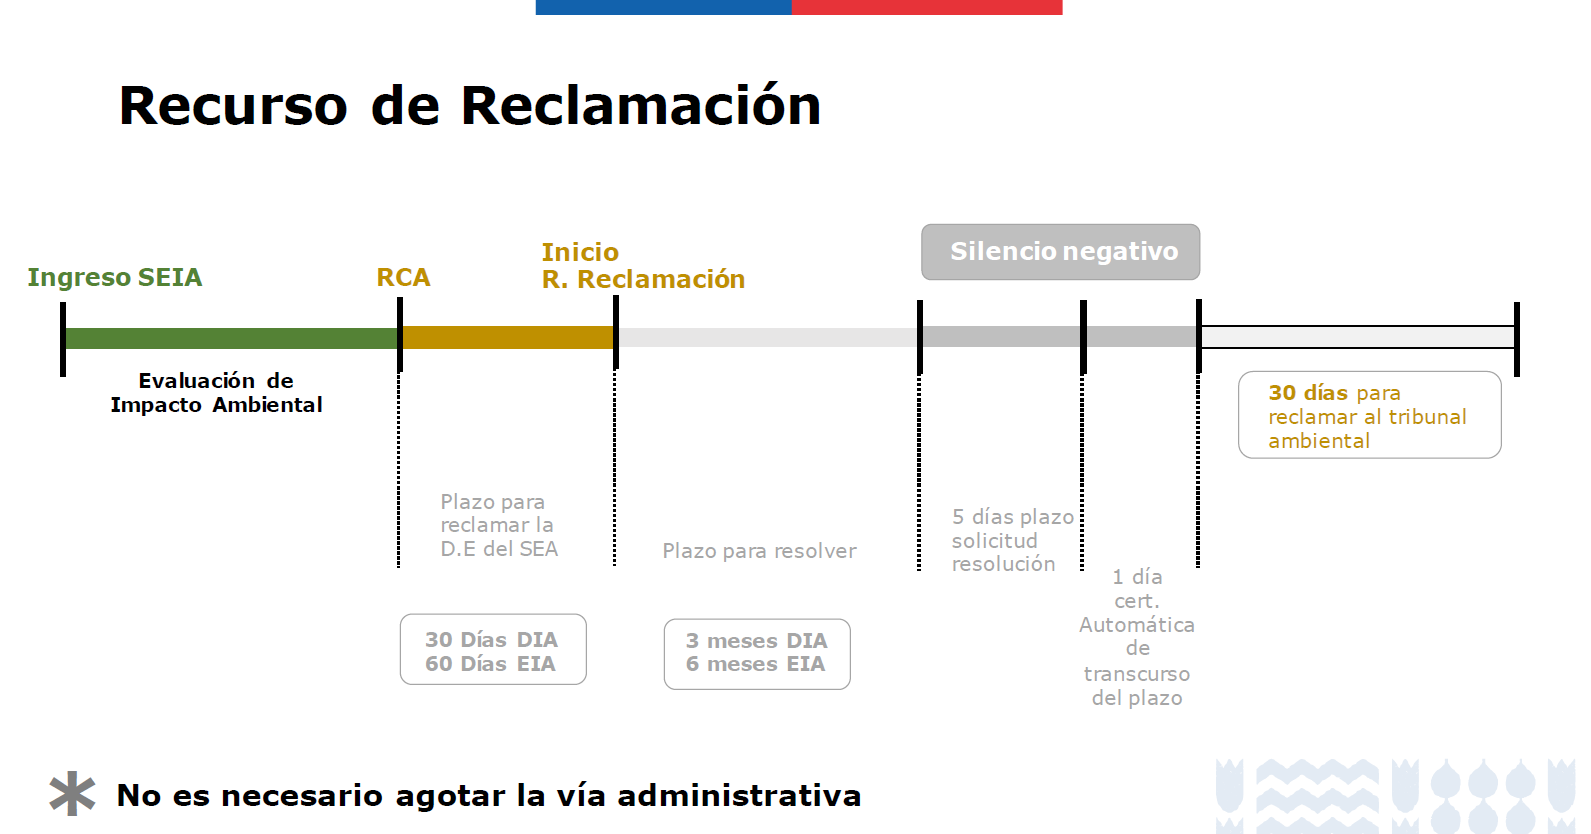 Recurso de Reclamación
Ingreso SEIA
RCA
Inicio
R. Reclamación
Silencio negativo
Evaluación de
Impacto Ambiental
30 días para
reclamar al tribunal
ambiental
Plazo para
reclamar la
D.E del SEA
Plazo para resolver
5 días plazo
solicitud
resolución
1 día
cert.
Automática
de
transcurso
del plazo
30 Días DIA
60 Días EIA
3 meses DIA
6 meses EIA
* No es necesario agotar la vía administrativa